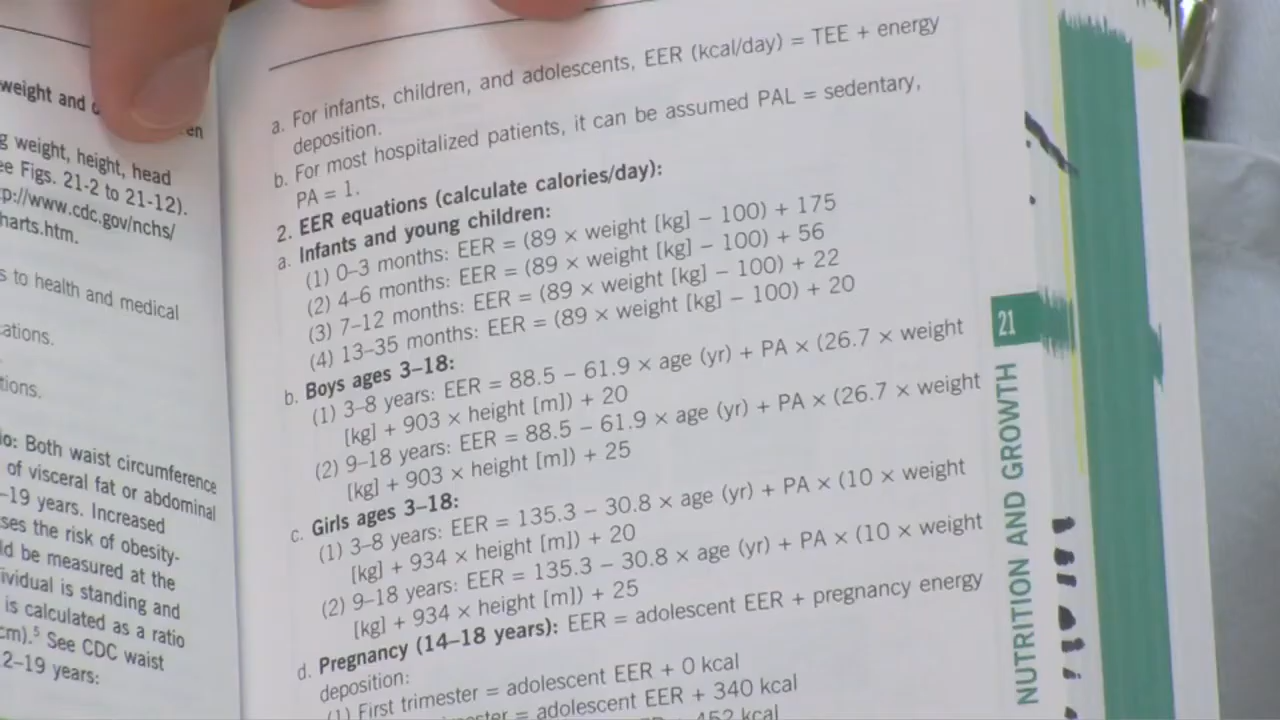 weight and
en
weight, height, head
Figs. 21-2 to 21-12).
p://www.cdc.gov/nchs/
harts.htm.
s to health and medical
ations.
tions.
io: Both waist circumference
of visceral fat or abdominal
–19 years. Increased
ses the risk of obesity-
ld be measured at the
ividual is standing and
is calculated as a ratio
cm).⁵ See CDC waist
2–19 years:
a. For infants, children, and adolescents, EER (kcal/day) = TEE + energy
deposition.
b. For most hospitalized patients, it can be assumed PAL = sedentary,
PA = 1.
2. EER equations (calculate calories/day):
a. Infants and young children:
(1) 0–3 months: EER = (89 × weight [kg] − 100) + 175
(2) 4–6 months: EER = (89 × weight [kg] − 100) + 56
(3) 7–12 months: EER = (89 × weight [kg] − 100) + 22
(4) 13–35 months: EER = (89 × weight [kg] − 100) + 20
b. Boys ages 3–18:
(1) 3–8 years: EER = 88.5 − 61.9 × age (yr) + PA × (26.7 × weight
[kg] + 903 × height [m]) + 20
(2) 9–18 years: EER = 88.5 − 61.9 × age (yr) + PA × (26.7 × weight
[kg] + 903 × height [m]) + 25
c. Girls ages 3–18:
(1) 3–8 years: EER = 135.3 − 30.8 × age (yr) + PA × (10 × weight
[kg] + 934 × height [m]) + 20
(2) 9–18 years: EER = 135.3 − 30.8 × age (yr) + PA × (10 × weight
[kg] + 934 × height [m]) + 25
d. Pregnancy (14–18 years): EER = adolescent EER + pregnancy energy
deposition:
(1) First trimester = adolescent EER + 0 kcal
= adolescent EER + 340 kcal
452 kcal
21
NUTRITION AND GROWTH